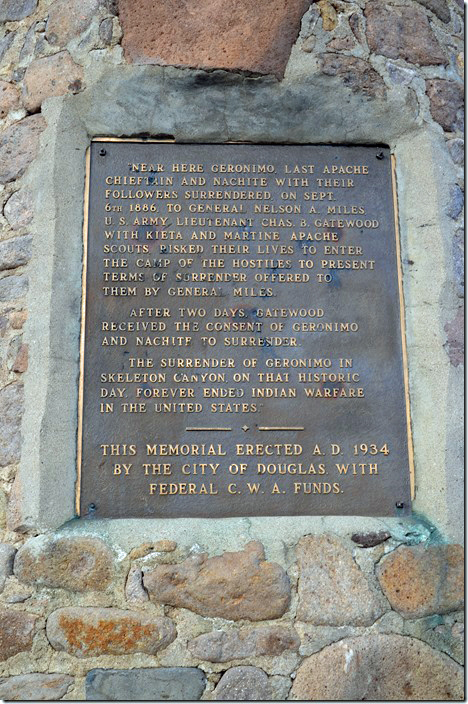 "NEAR HERE GERONIMO, LAST APACHE
CHIEFTAIN AND NACHITE WITH THEIR
FOLLOWERS SURRENDERED, ON SEPT.
6TH 1886, TO GENERAL NELSON A. MILES
U.S. ARMY. LIEUTENANT CHAS. B. GATEWOOD
WITH KIETA AND MARTINE APACHE
SCOUTS, RISKED THEIR LIVES TO ENTER
THE CAMP OF THE HOSTILES TO PRESENT
TERMS OF SURRENDER OFFERED TO
THEM BY GENERAL MILES.
AFTER TWO DAYS, GATEWOOD
RECEIVED THE CONSENT OF GERONIMO
AND NACHITE TO SURRENDER.
THE SURRENDER OF GERONIMO IN
SKELETON CANYON ON THAT HISTORIC
DAY, FOREVER ENDED INDIAN WARFARE
IN THE UNITED STATES."
THIS MEMORIAL ERECTED A.D. 1934
BY THE CITY OF DOUGLAS, WITH
FEDERAL C.W.A. FUNDS.